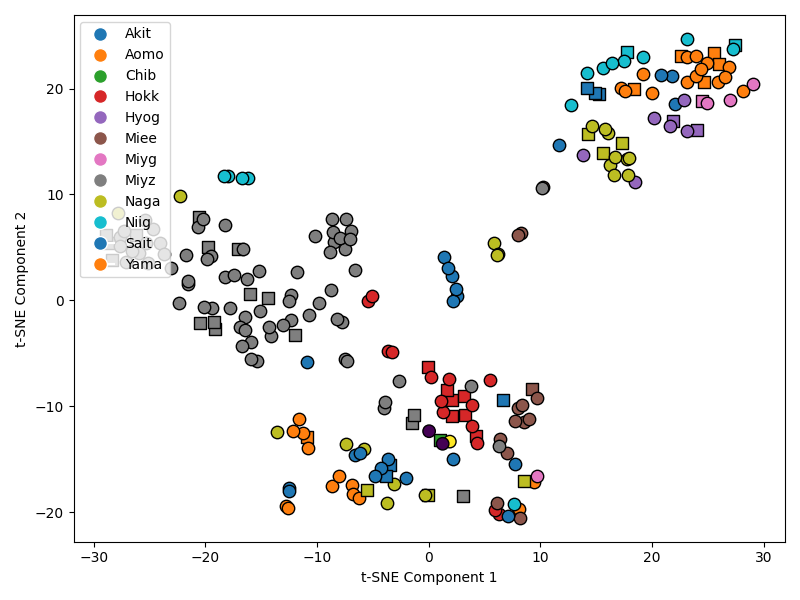 Akit
Aomo
Chib
Hokk
Hyog
Miee
Miyg
Miyz
Naga
Niig
Sait
Yama
t-SNE Component 2
20
10
0
−10
−20
−30
−20
−10
0
10
20
30
t-SNE Component 1